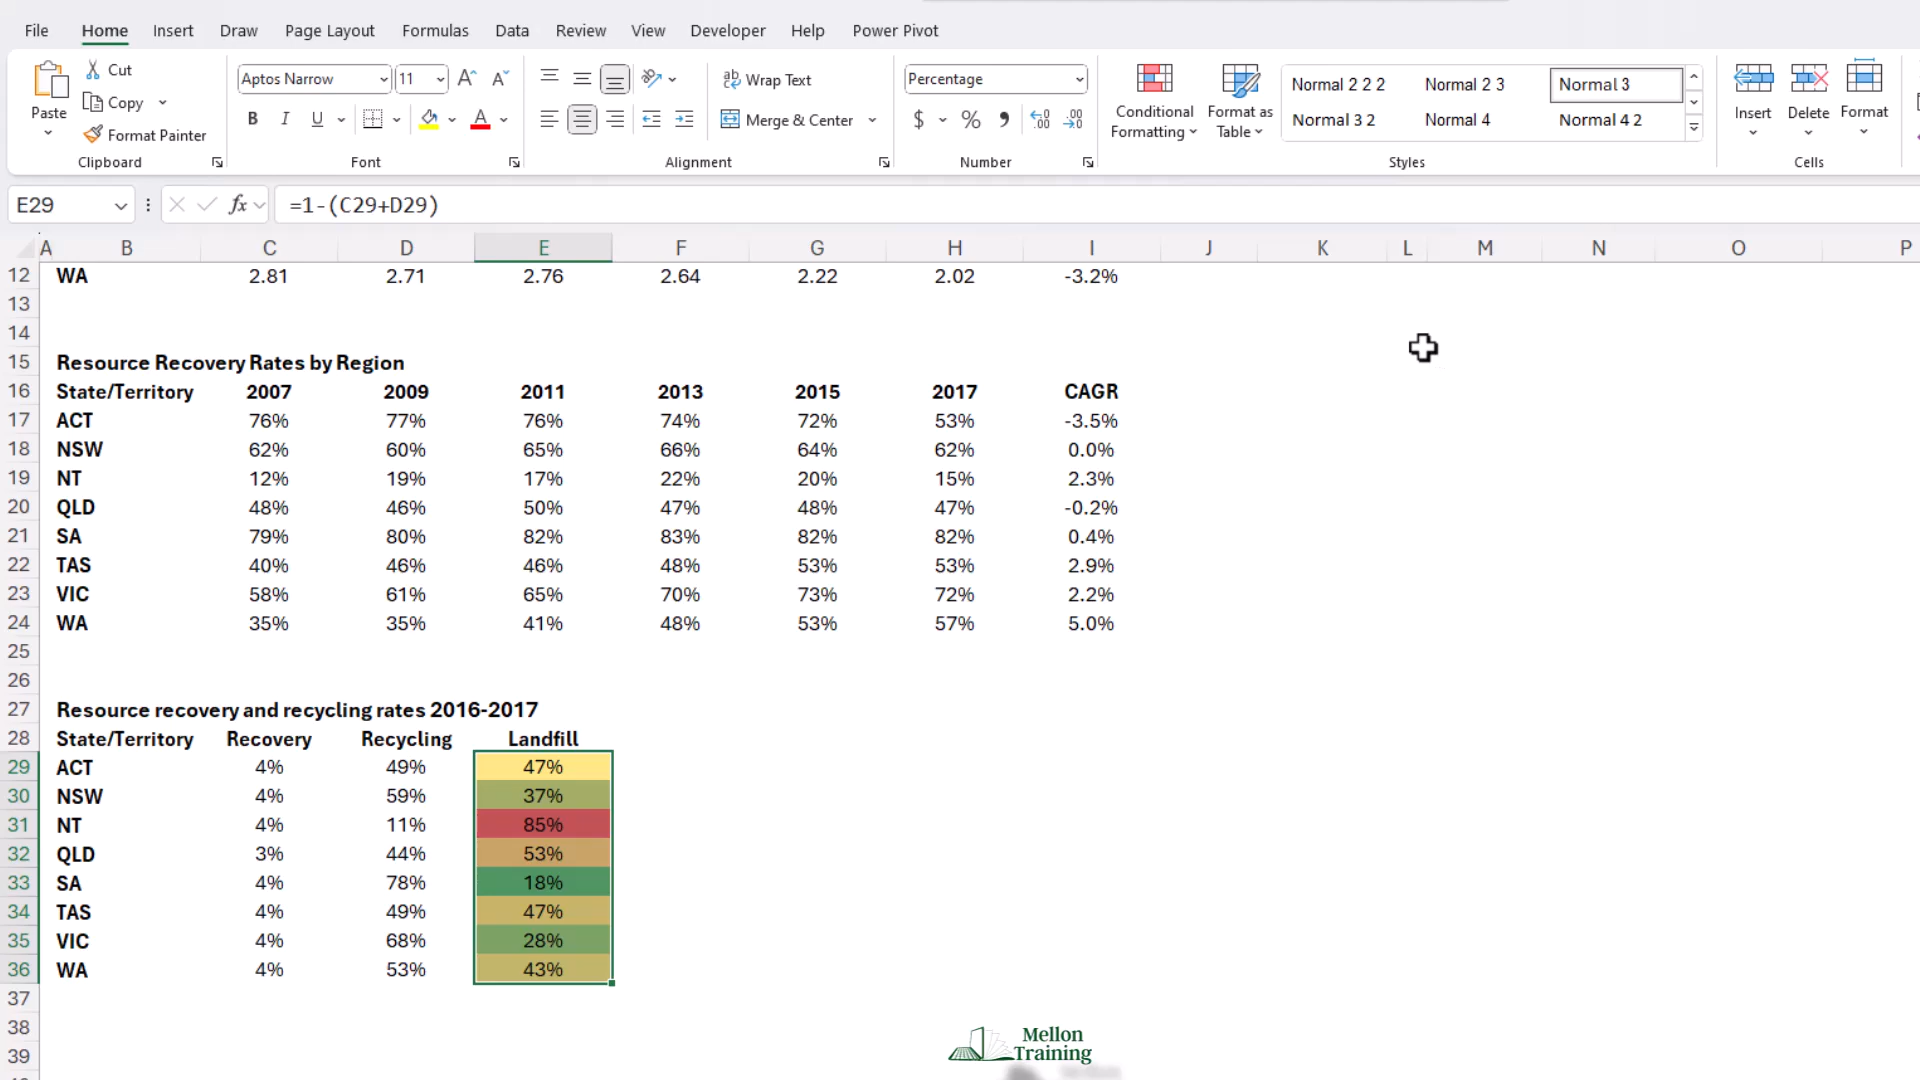 File Home Insert Draw Page Layout Formulas Data Review View Developer Help Power Pivot
Paste Cut Copy Format Painter
Clipboard
Aptos Narrow 11
B I U A
Font
Wrap Text
Merge & Center
Alignment
Percentage
$ % 9
Number
Conditional Formatting
Format as Table
Normal 2 2 2 Normal 2 3 Normal 3
Normal 3 2 Normal 4 Normal 4 2
Styles
Insert Delete Format
Cells
E29 fx =1-(C29+D29)
A B C D E F G H I J K L M N O P
12 WA 2.81 2.71 2.76 2.64 2.22 2.02 -3.2%
13
14
15 Resource Recovery Rates by Region
16 State/Territory 2007 2009 2011 2013 2015 2017 CAGR
17 ACT 76% 77% 76% 74% 72% 53% -3.5%
18 NSW 62% 60% 65% 66% 64% 62% 0.0%
19 NT 12% 19% 17% 22% 20% 15% 2.3%
20 QLD 48% 46% 50% 47% 48% 47% -0.2%
21 SA 79% 80% 82% 83% 82% 82% 0.4%
22 TAS 40% 46% 46% 48% 53% 53% 2.9%
23 VIC 58% 61% 65% 70% 73% 72% 2.2%
24 WA 35% 35% 41% 48% 53% 57% 5.0%
25
26
27 Resource recovery and recycling rates 2016-2017
28 State/Territory Recovery Recycling Landfill
29 ACT 4% 49% 47%
30 NSW 4% 59% 37%
31 NT 4% 11% 85%
32 QLD 3% 44% 53%
33 SA 4% 78% 18%
34 TAS 4% 49% 47%
35 VIC 4% 68% 28%
36 WA 4% 53% 43%
37
38
39
Mellon
Training